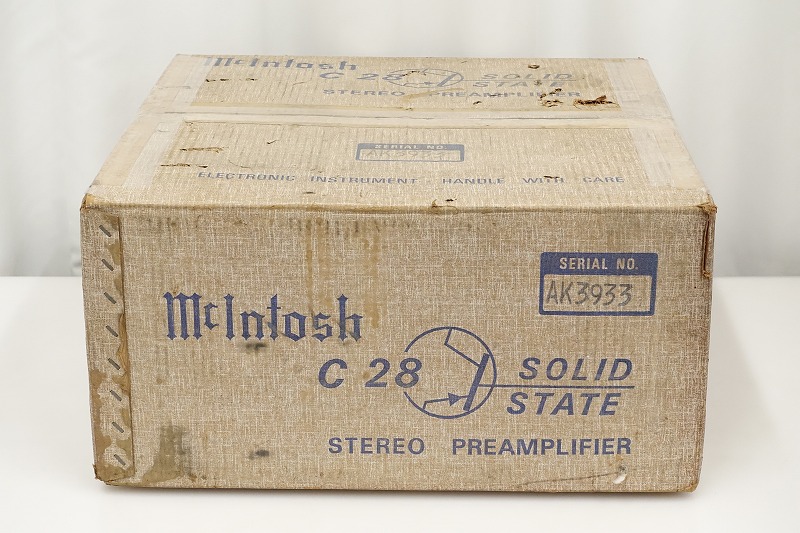 McIntosh
C 28 SOLID
STATE
STEREO PREAMPLIFIER
SERIAL NO.
AK3933
ELECTRONIC INSTRUMENT - HANDLE WITH CARE
SERIAL NO.
AK3933
McIntosh
C 28 SOLID
STATE
STEREO PREAMPLIFIER